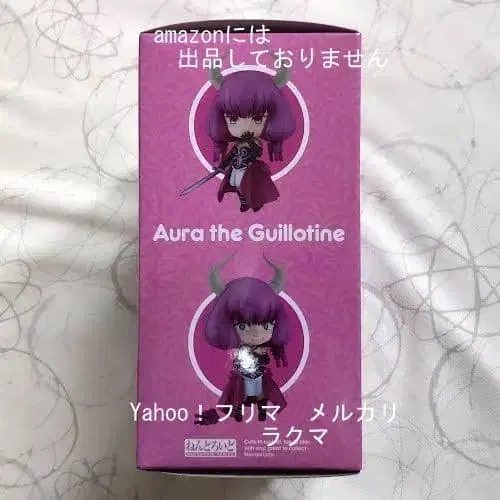 amazonには
出品しておりません
Aura the Guillotine
Yahoo！フリマ　メルカリ
ラクマ
ねんどろいど